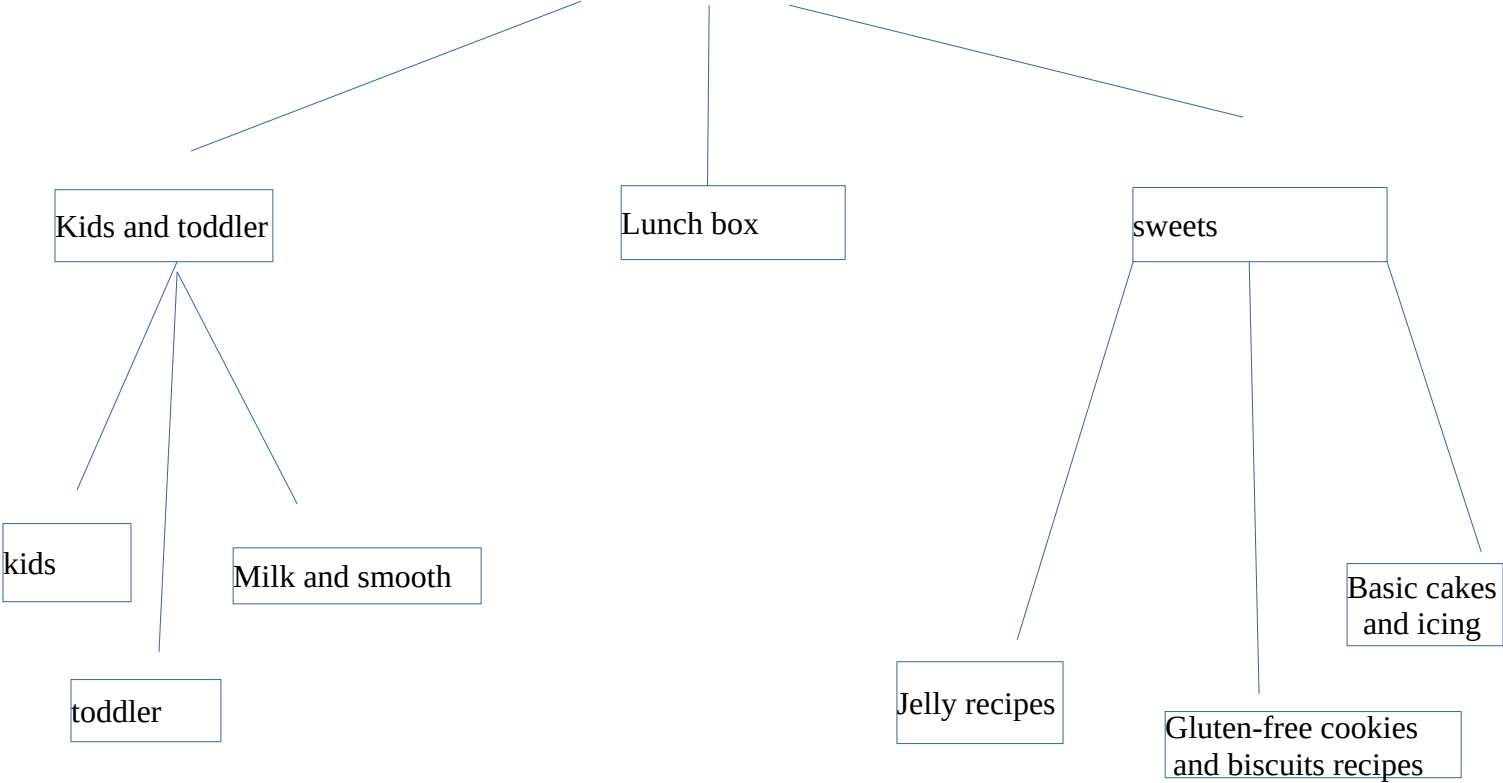 Kids and toddler
Lunch box
sweets
kids
Milk and smooth
toddler
Basic cakes
and icing
Jelly recipes
Gluten-free cookies
and biscuits recipes